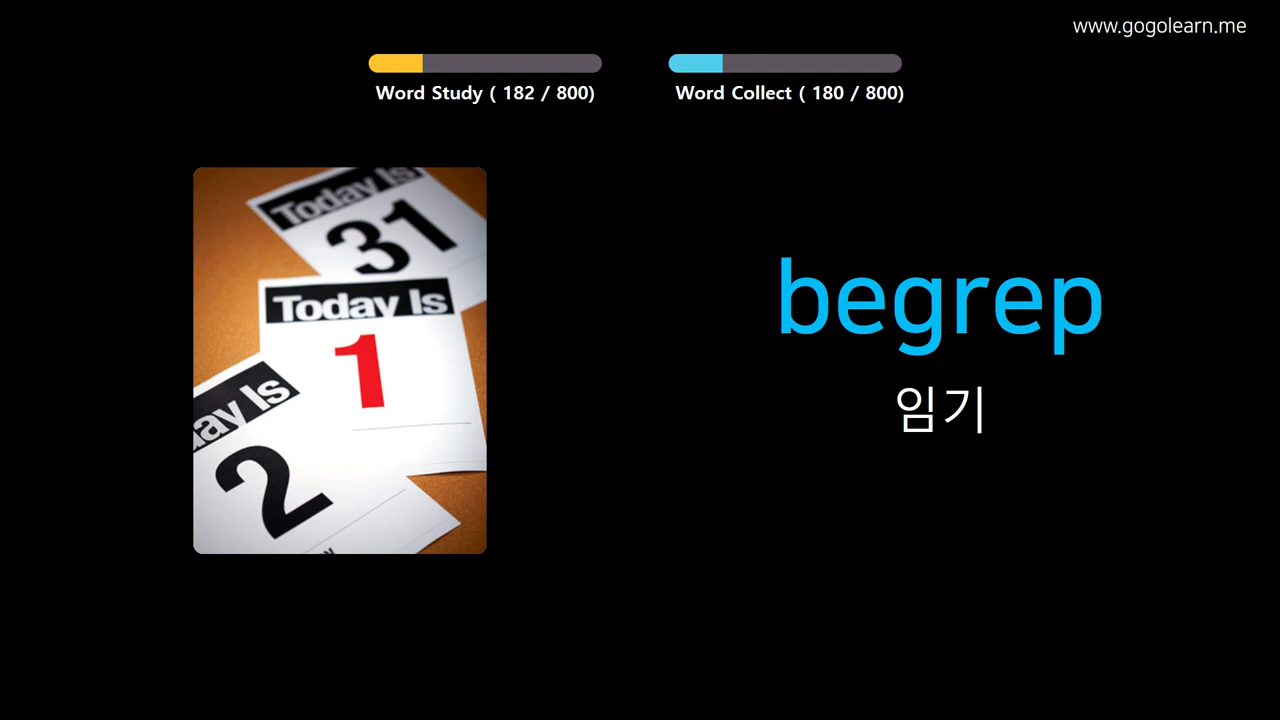 www.gogolearn.me
Word Study ( 182 / 800)
Word Collect ( 180 / 800)
Today Is
31
Today Is
1
ay Is
2
begrep
임기